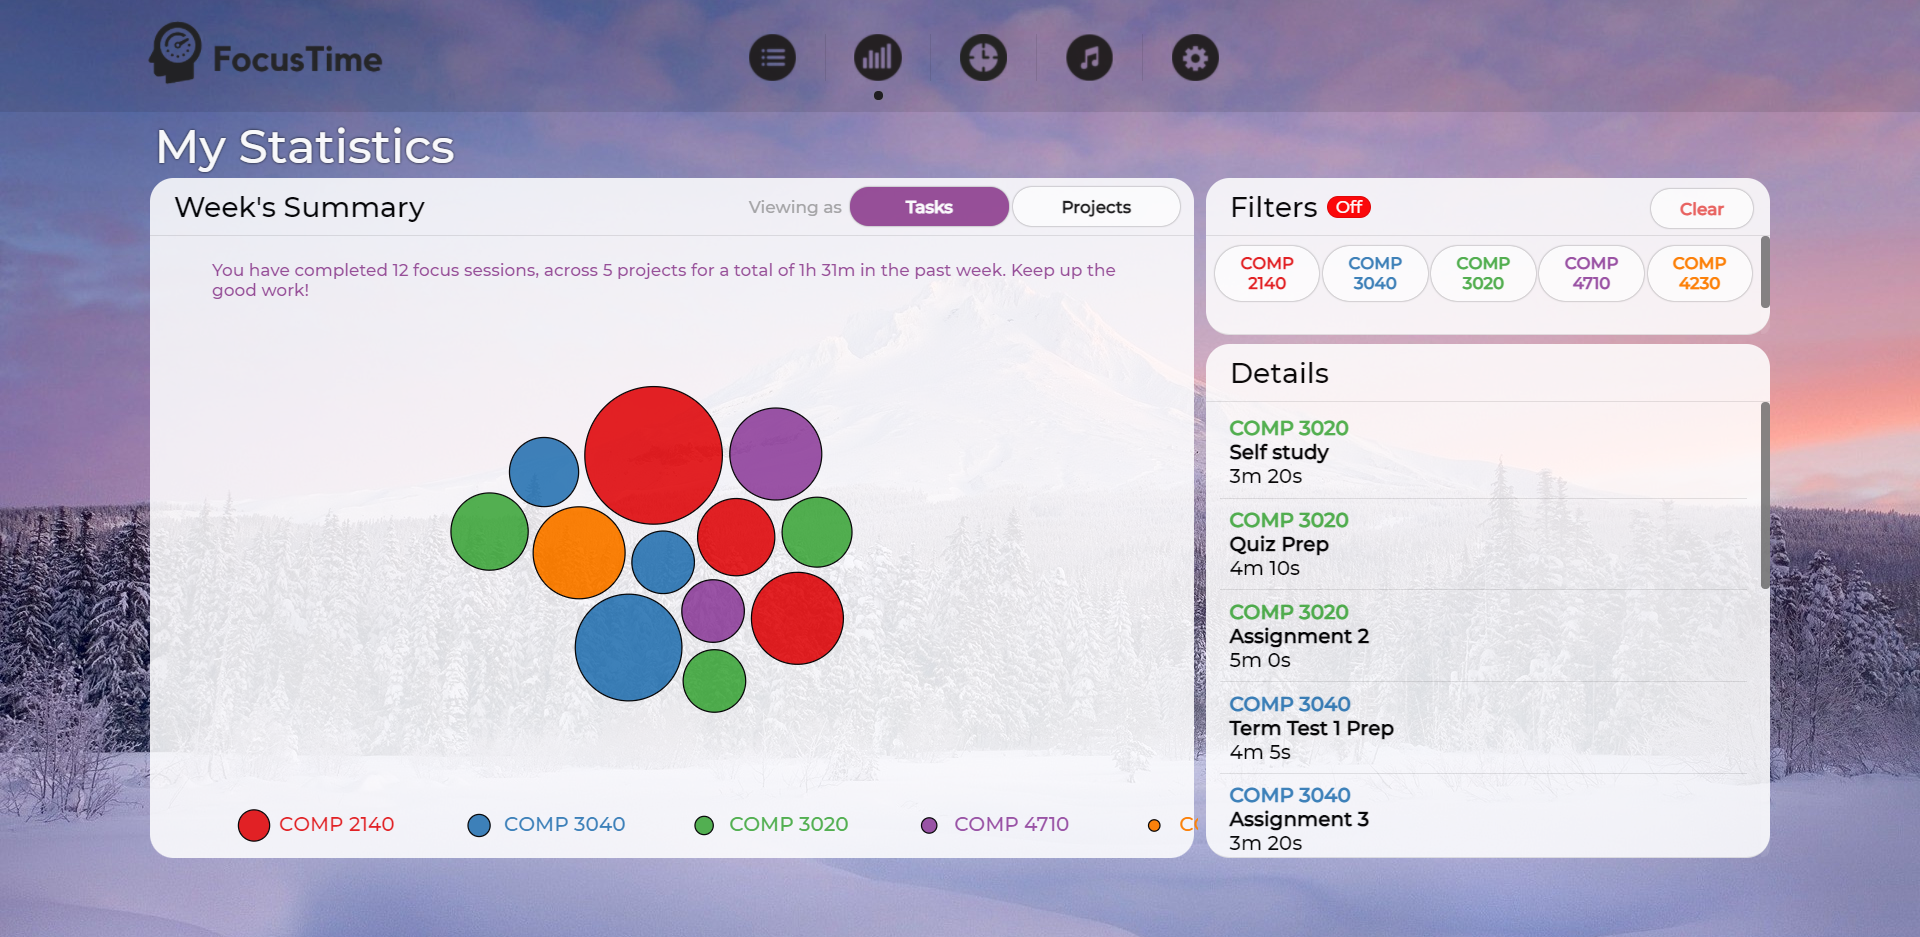 FocusTime
My Statistics
Week's Summary
Viewing as
Tasks
Projects
You have completed 12 focus sessions, across 5 projects for a total of 1h 31m in the past week. Keep up the
good work!
COMP 2140
COMP 3040
COMP 3020
COMP 4710
Filters
Off
Clear
COMP
2140
COMP
3040
COMP
3020
COMP
4710
COMP
4230
Details
COMP 3020
Self study
3m 20s
COMP 3020
Quiz Prep
4m 10s
COMP 3020
Assignment 2
5m 0s
COMP 3040
Term Test 1 Prep
4m 5s
COMP 3040
Assignment 3
3m 20s